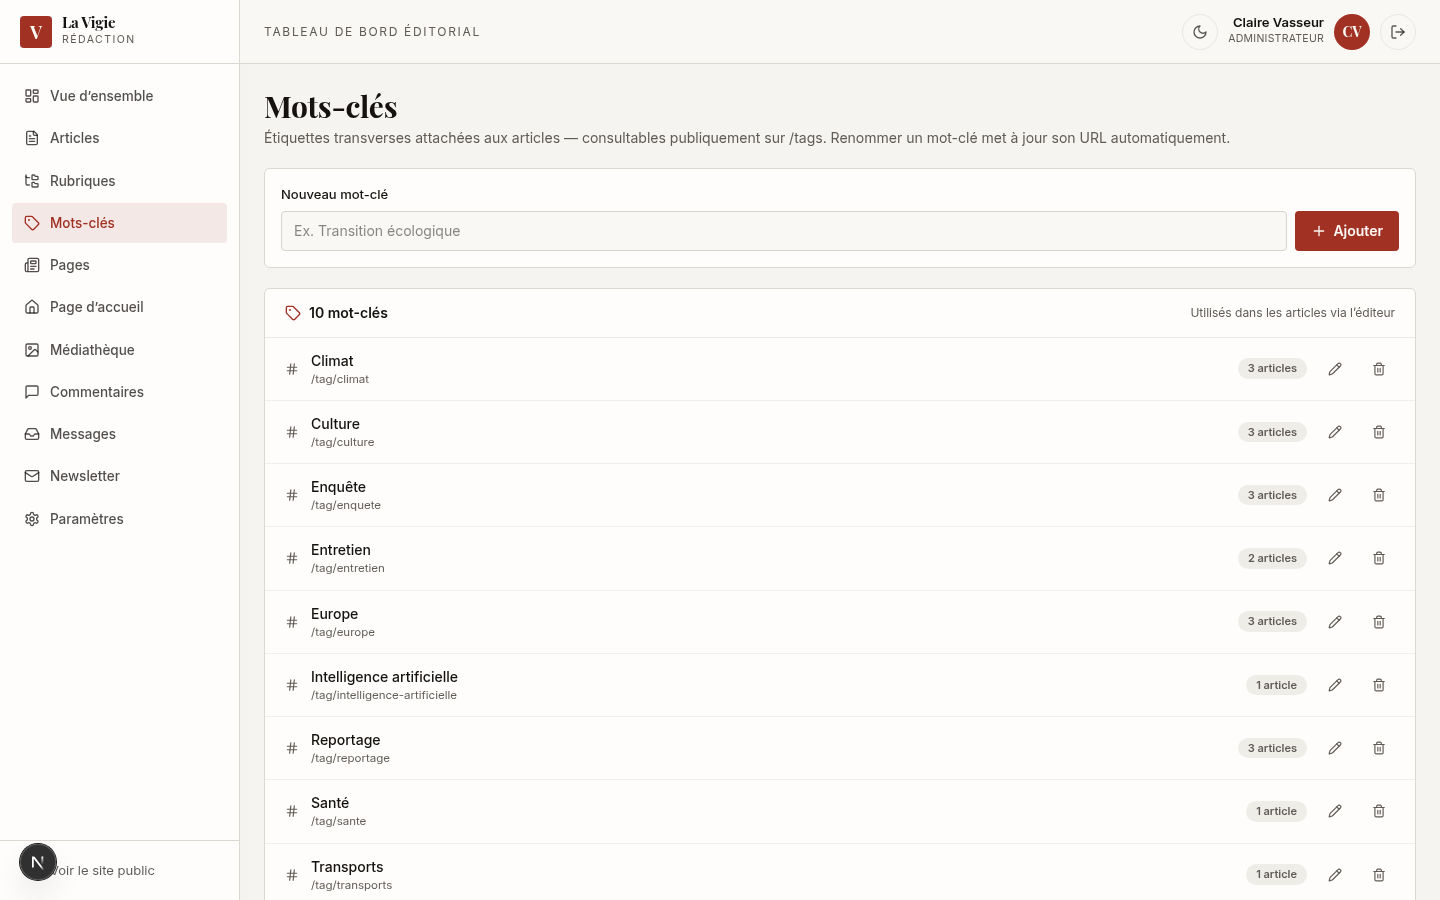 V
La Vigie
RÉDACTION
TABLEAU DE BORD ÉDITORIAL
Claire Vasseur
ADMINISTRATEUR
CV
Vue d’ensemble
Articles
Rubriques
Mots-clés
Pages
Page d’accueil
Médiathèque
Commentaires
Messages
Newsletter
Paramètres
Voir le site public
N
Mots-clés
Étiquettes transverses attachées aux articles — consultables publiquement sur /tags. Renommer un mot-clé met à jour son URL automatiquement.
Nouveau mot-clé
Ex. Transition écologique
Ajouter
10 mot-clés
Utilisés dans les articles via l’éditeur
Climat
/tag/climat
3 articles
Culture
/tag/culture
3 articles
Enquête
/tag/enquete
3 articles
Entretien
/tag/entretien
2 articles
Europe
/tag/europe
3 articles
Intelligence artificielle
/tag/intelligence-artificielle
1 article
Reportage
/tag/reportage
3 articles
Santé
/tag/sante
1 article
Transports
/tag/transports
1 article